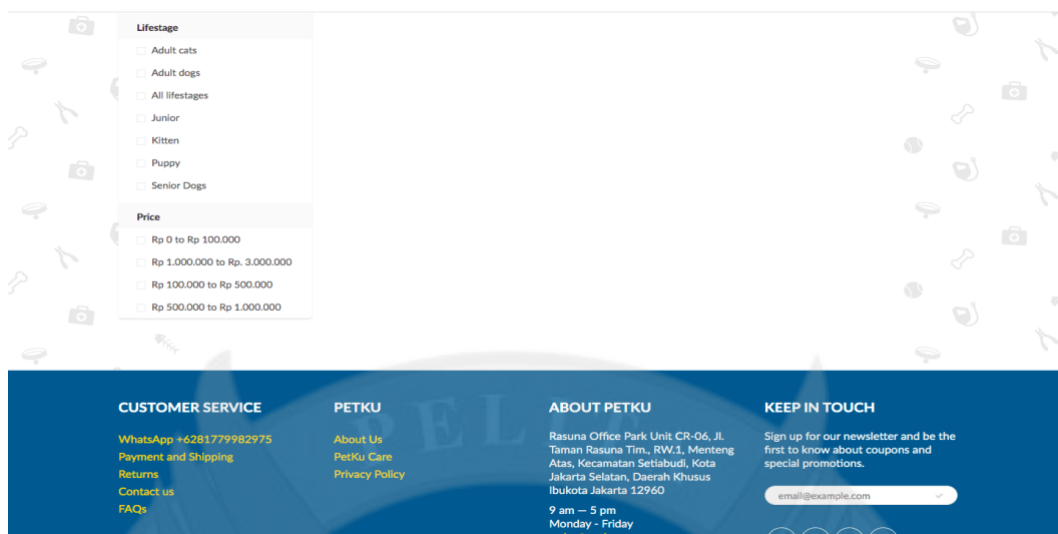 Lifestage
Adult cats
Adult dogs
All lifestages
Junior
Kitten
Puppy
Senior Dogs
Price
Rp 0 to Rp 100.000
Rp 1.000.000 to Rp. 3.000.000
Rp 100.000 to Rp 500.000
Rp 500.000 to Rp 1.000.000
CUSTOMER SERVICE
WhatsApp +6281779982975
Payment and Shipping
Returns
Contact us
FAQs
PETKU
About Us
PetKu Care
Privacy Policy
ABOUT PETKU
Rasuna Office Park Unit CR-06, Jl.
Taman Rasuna Tim., RW.1, Menteng
Atas, Kecamatan Setiabudi, Kota
Jakarta Selatan, Daerah Khusus
Ibukota Jakarta 12960
9 am — 5 pm
Monday - Friday
KEEP IN TOUCH
Sign up for our newsletter and be the
first to know about coupons and
special promotions.
email@example.com